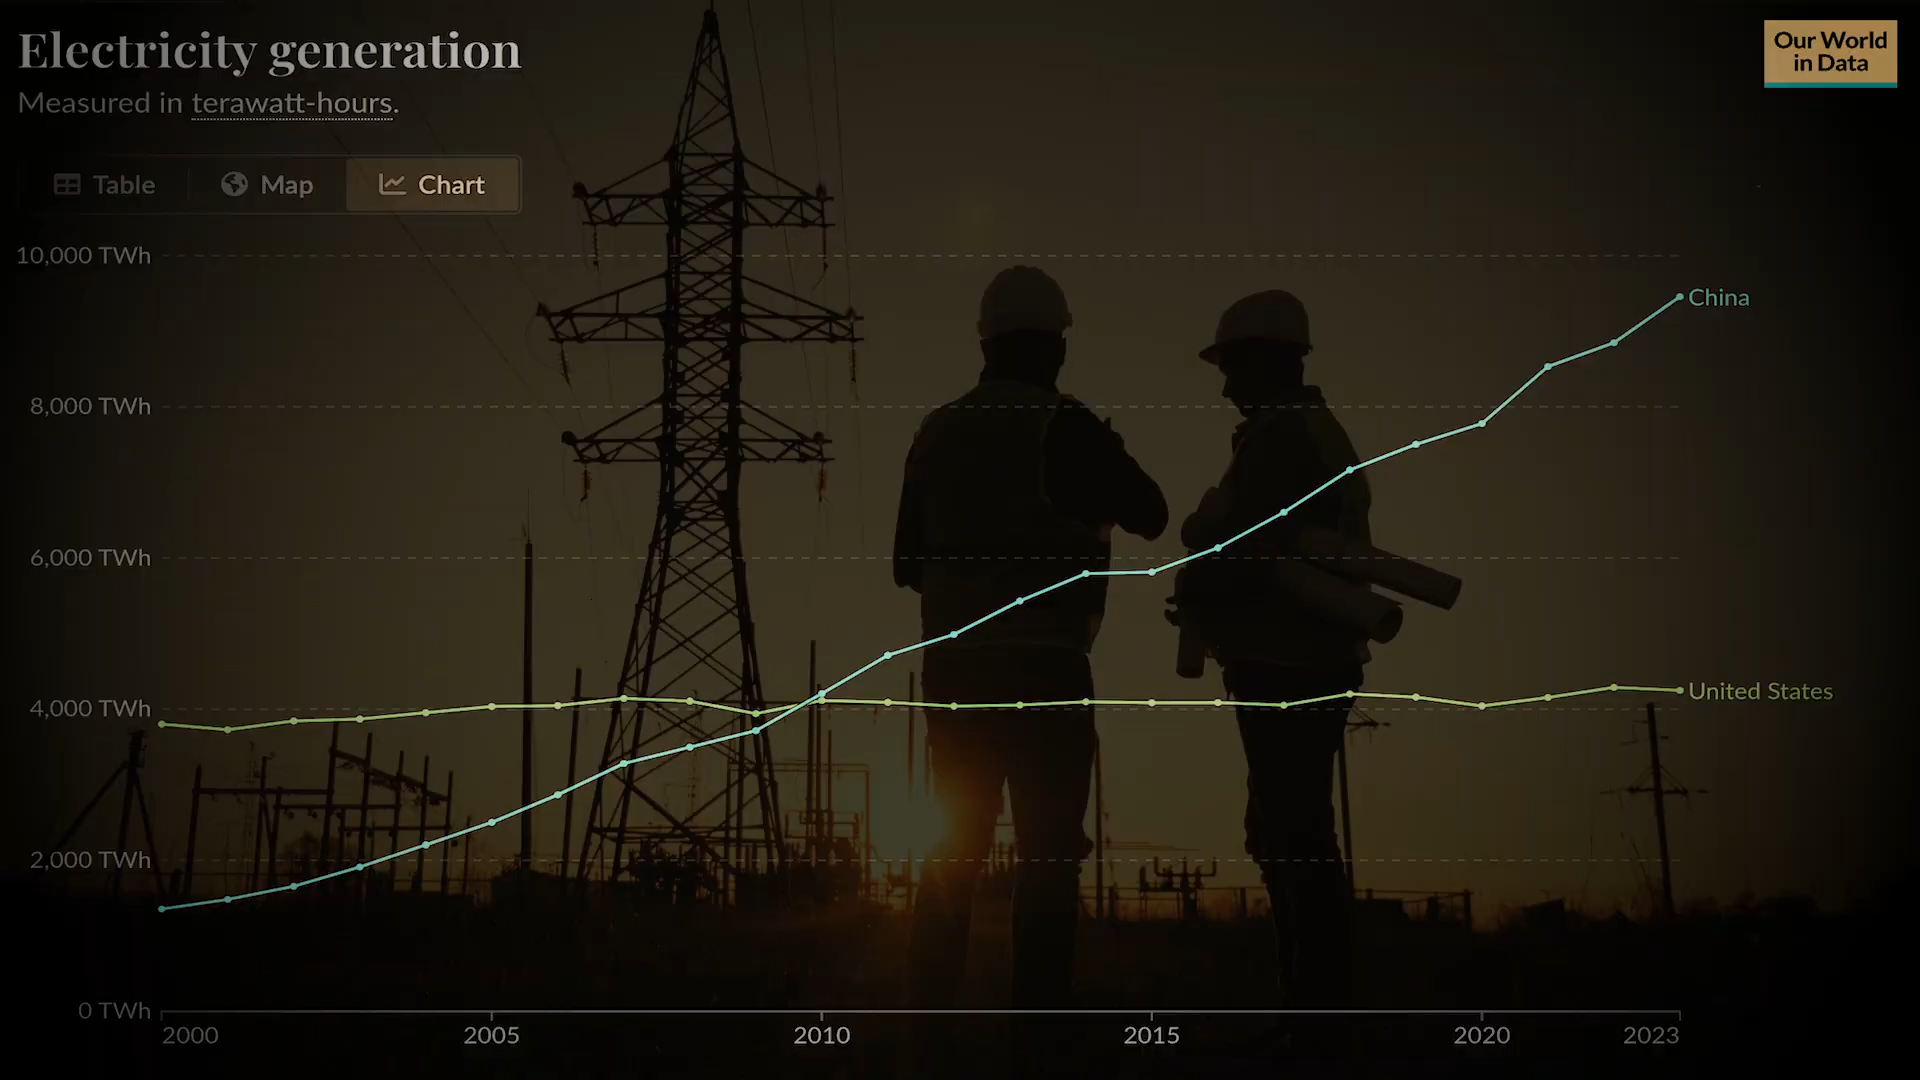 Electricity generation
Measured in terawatt-hours.
Our World
in Data
Table
Map
Chart
10,000 TWh
8,000 TWh
6,000 TWh
4,000 TWh
2,000 TWh
0 TWh
China
United States
2000
2005
2010
2015
2020
2023